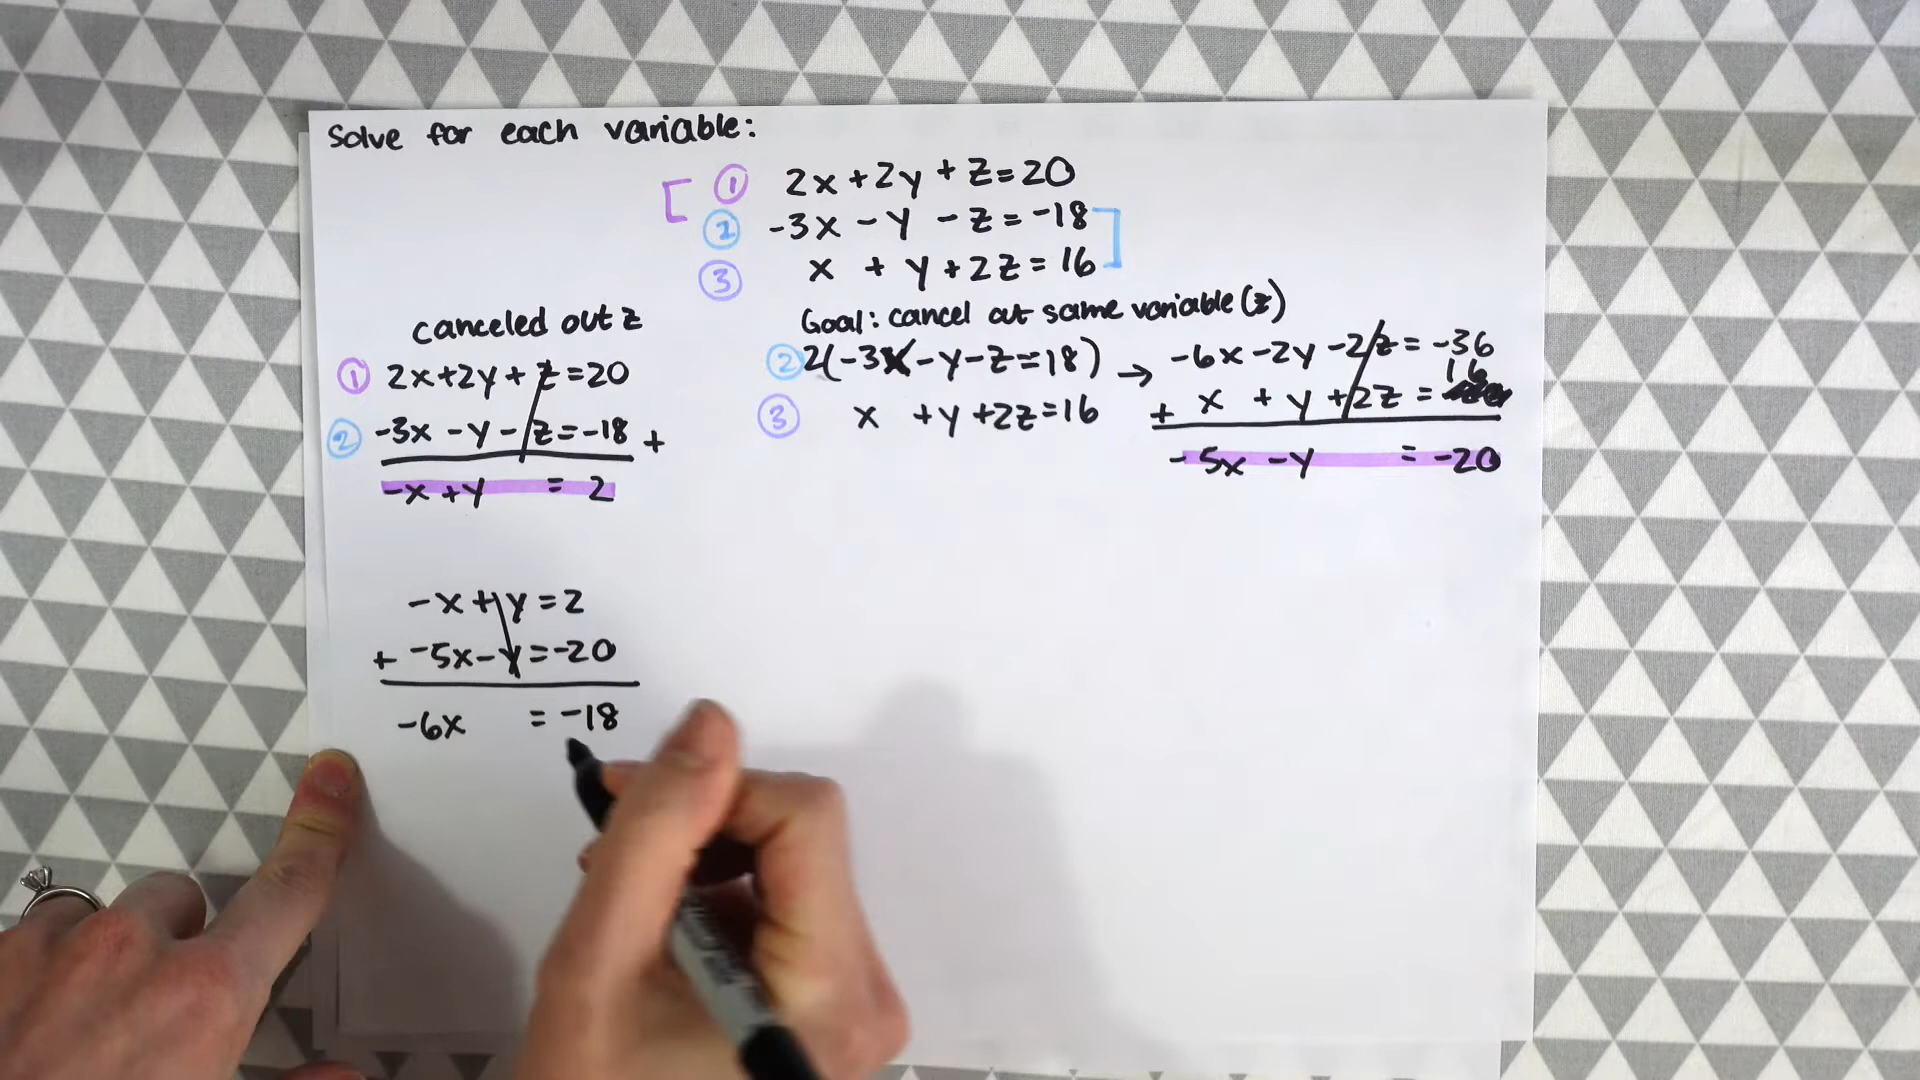 Solve for each variable:
① 2x+2y+z=20
② -3x-y-z=-18
③ x+y+2z=16
canceled out z
① 2x+2y+z=20
② -3x-y-z=-18 +
-x+y = 2
Goal: cancel out same variable (z)
② 2(-3x-y-z=18) →
③ x+y+2z=16
-6x-2y-2z=-36
+ x+y+2z=16
-5x-y = -20
-x+y=2
+ -5x-y=-20
-6x = -18